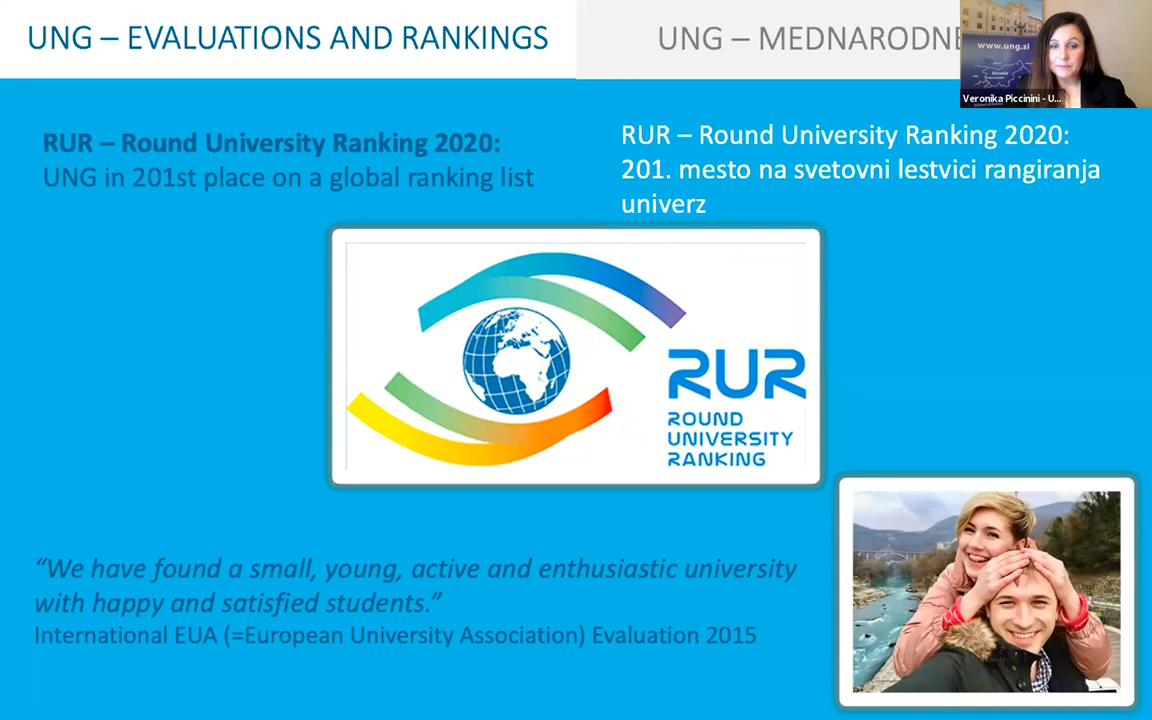 UNG – EVALUATIONS AND RANKINGS
UNG – MEDNARODNE
www.ung.si
Slovenia
Veronika Piccinini - U...
RUR – Round University Ranking 2020:
UNG in 201st place on a global ranking list
RUR – Round University Ranking 2020:
201. mesto na svetovni lestvici rangiranja
univerz
RUR
ROUND
UNIVERSITY
RANKING
“We have found a small, young, active and enthusiastic university
with happy and satisfied students.”
International EUA (=European University Association) Evaluation 2015